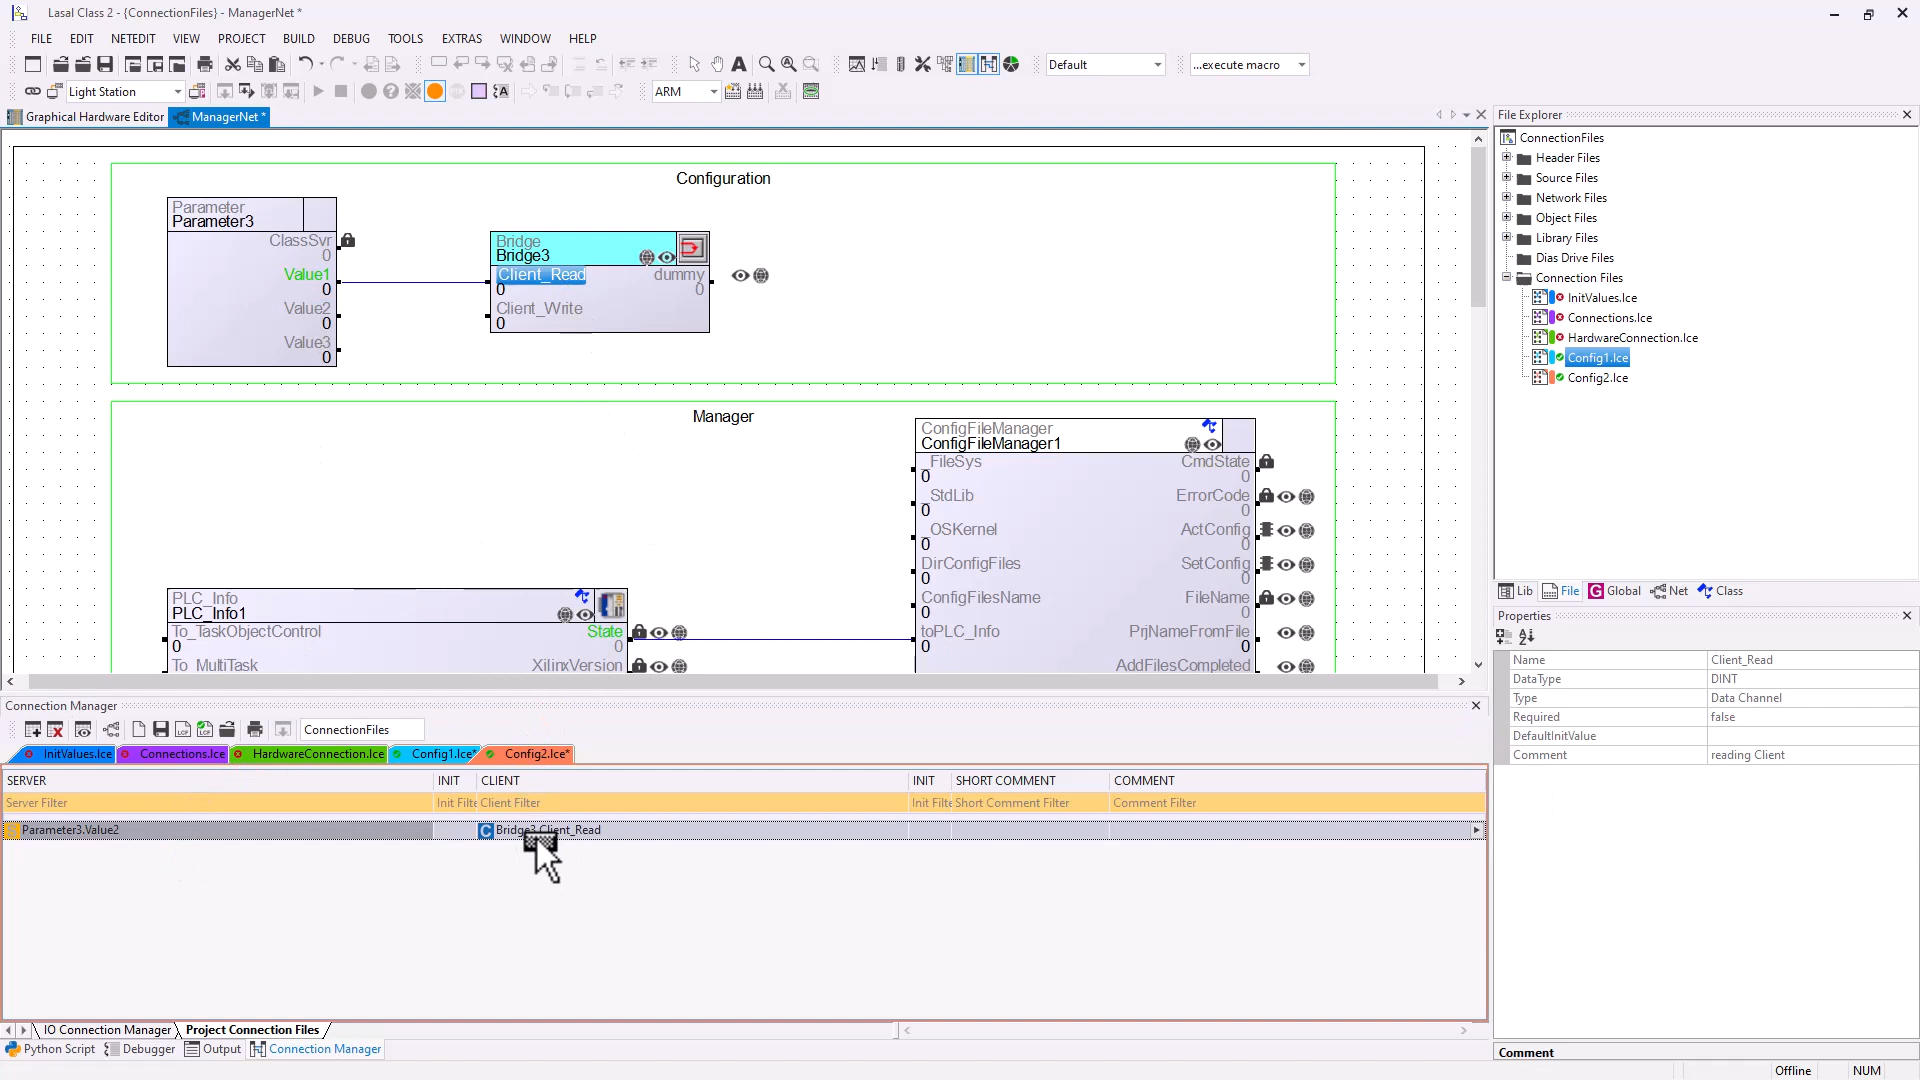 Lasal Class 2 - {ConnectionFiles} - ManagerNet *
FILE EDIT NETEDIT VIEW PROJECT BUILD DEBUG TOOLS EXTRAS WINDOW HELP
Default
...execute macro
Light Station
ARM
Graphical Hardware Editor
ManagerNet *
Configuration
Parameter
Parameter3
ClassSvr
0
Value1
0
Value2
0
Value3
0
Bridge
Bridge3
Client_Read dummy
0 0
Client_Write
0
Manager
ConfigFileManager
ConfigFileManager1
_FileSys CmdState
0 0
_StdLib ErrorCode
0 0
_OSKernel ActConfig
0 0
DirConfigFiles SetConfig
0 0
ConfigFilesName FileName
0 0
toPLC_Info PrjNameFromFile
0 0
AddFilesCompleted
PLC_Info
PLC_Info1
To_TaskObjectControl State
0 0
To_MultiTask XilinxVersion
File Explorer
ConnectionFiles
Header Files
Source Files
Network Files
Object Files
Library Files
Dias Drive Files
Connection Files
InitValues.lce
Connections.lce
HardwareConnection.lce
Config1.lce
Config2.lce
Lib File Global Net Class
Properties
Name Client_Read
DataType DINT
Type Data Channel
Required false
DefaultInitValue
Comment reading Client
Comment
Connection Manager
ConnectionFiles
InitValues.lce Connections.lce HardwareConnection.lce Config1.lce* Config2.lce*
SERVER INIT CLIENT INIT SHORT COMMENT COMMENT
Server Filter Init Filte Client Filter Init Filte Short Comment Filter Comment Filter
Parameter3.Value2 Bridge3.Client_Read
IO Connection Manager Project Connection Files
Python Script Debugger Output Connection Manager
Offline NUM